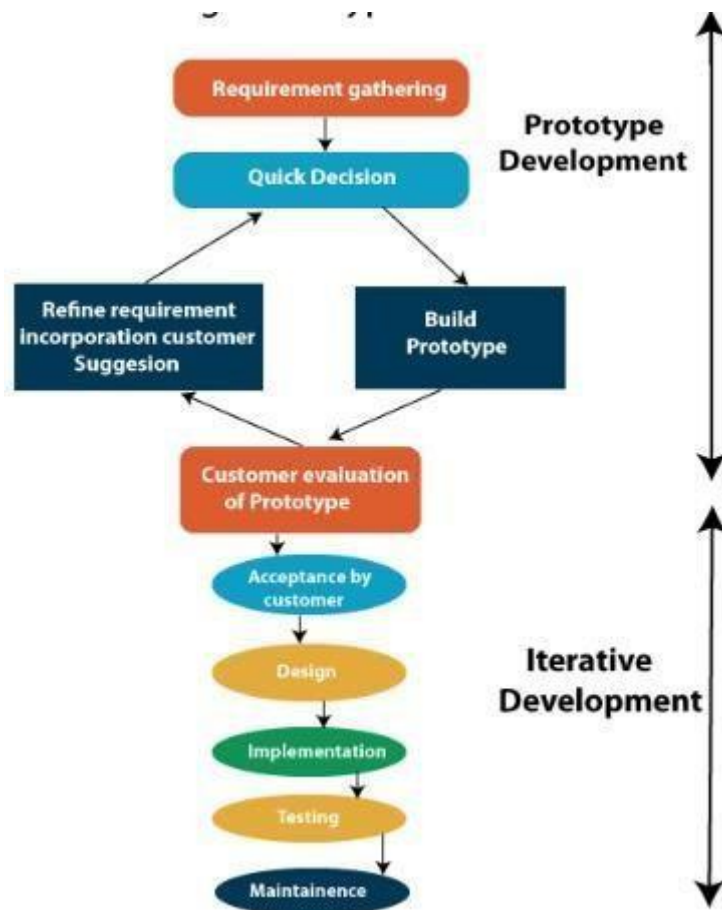 Requirement gathering
Prototype
Development
Quick Decision
Refine requirement
incorporation customer
Suggesion
Build
Prototype
Customer evaluation
of Prototype
Acceptance by
customer
Iterative
Development
Design
Implementation
Testing
Maintainence